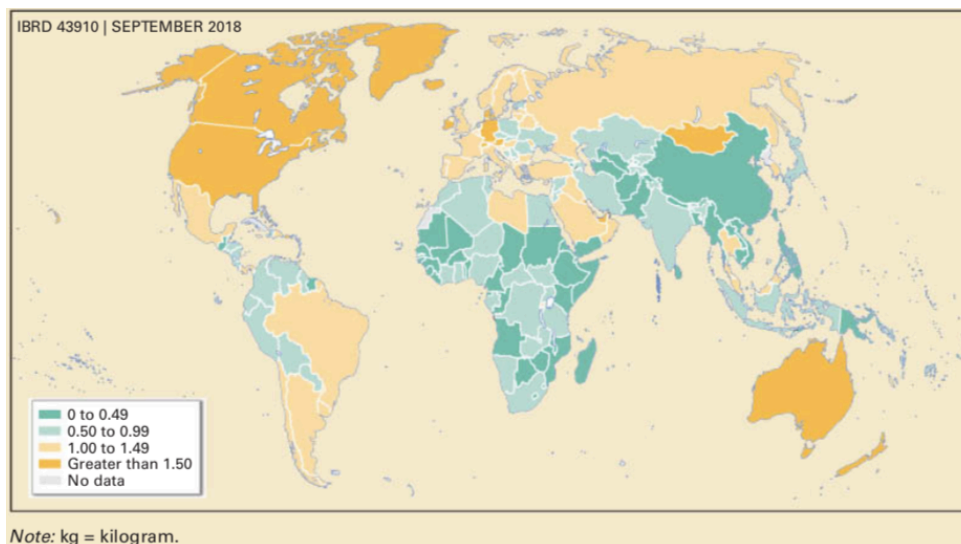 IBRD 43910 | SEPTEMBER 2018
0 to 0.49
0.50 to 0.99
1.00 to 1.49
Greater than 1.50
No data
Note: kg = kilogram.